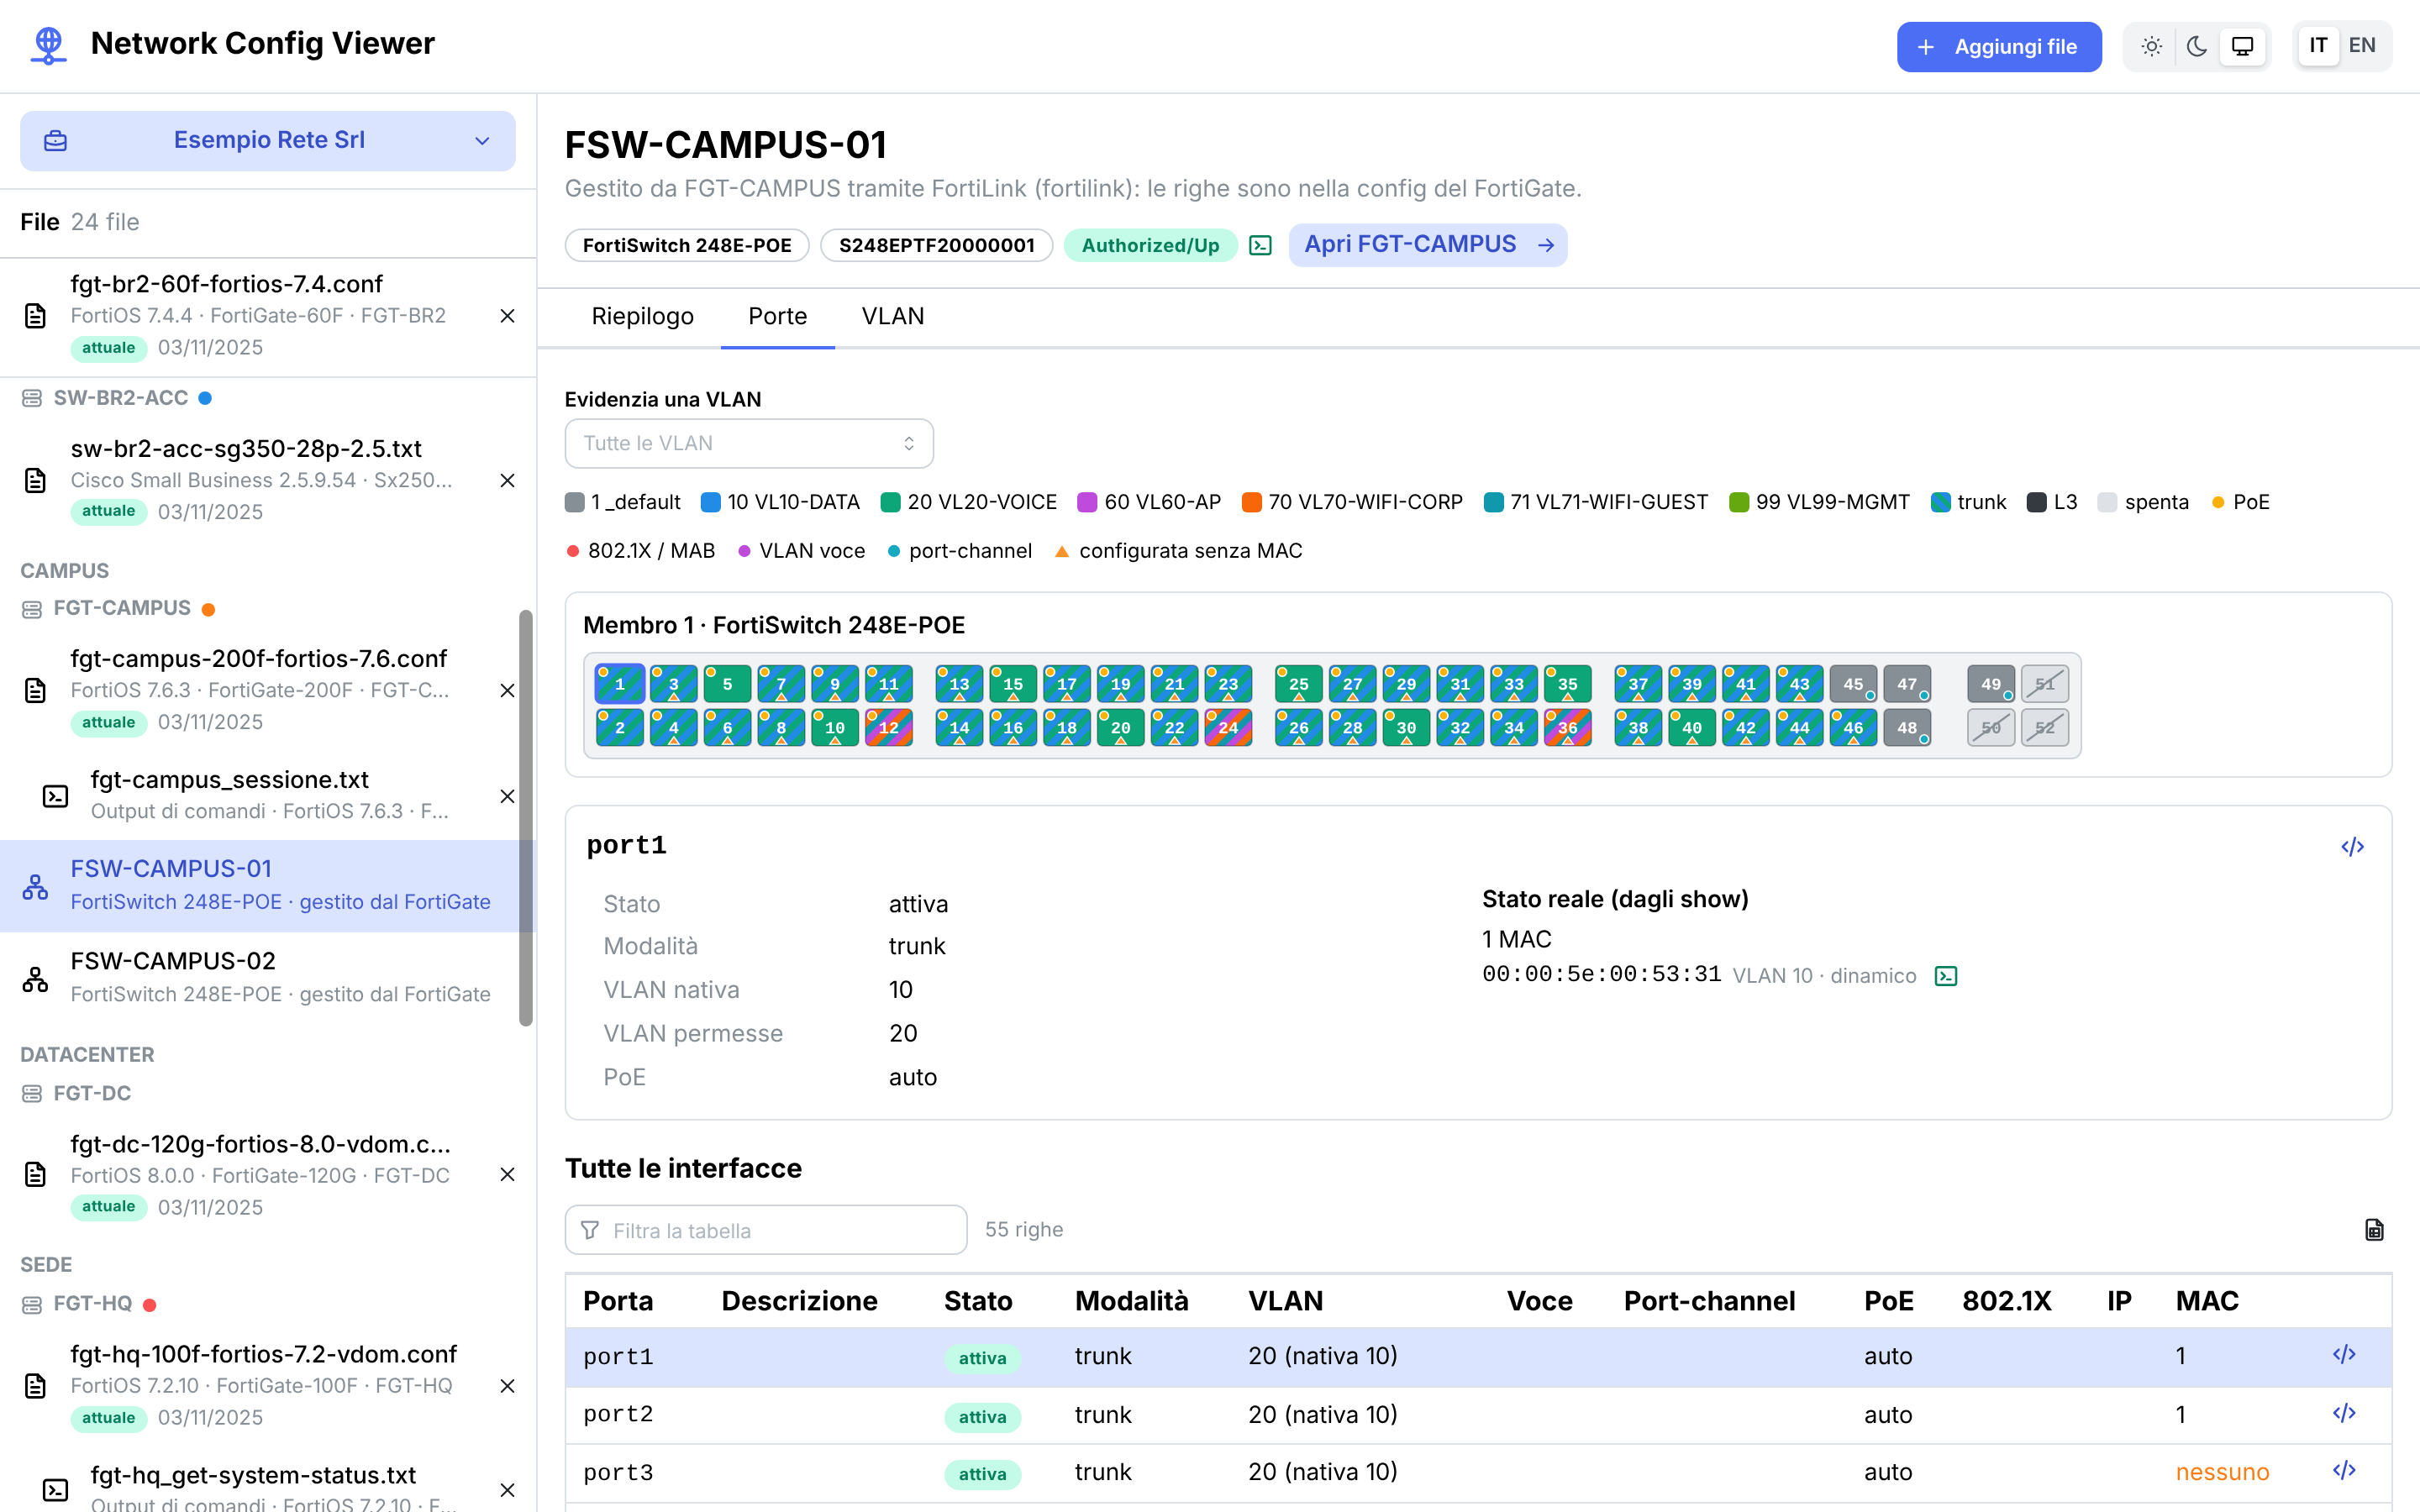 Network Config Viewer
Aggiungi file
IT EN
Esempio Rete Srl
File 24 file
fgt-br2-60f-fortios-7.4.conf
FortiOS 7.4.4 · FortiGate-60F · FGT-BR2
attuale 03/11/2025
SW-BR2-ACC
sw-br2-acc-sg350-28p-2.5.txt
Cisco Small Business 2.5.9.54 · Sx250...
attuale 03/11/2025
CAMPUS
FGT-CAMPUS
fgt-campus-200f-fortios-7.6.conf
FortiOS 7.6.3 · FortiGate-200F · FGT-C...
attuale 03/11/2025
fgt-campus_sessione.txt
Output di comandi · FortiOS 7.6.3 · F...
FSW-CAMPUS-01
FortiSwitch 248E-POE · gestito dal FortiGate
FSW-CAMPUS-02
FortiSwitch 248E-POE · gestito dal FortiGate
DATACENTER
FGT-DC
fgt-dc-120g-fortios-8.0-vdom.c...
FortiOS 8.0.0 · FortiGate-120G · FGT-DC
attuale 03/11/2025
SEDE
FGT-HQ
fgt-hq-100f-fortios-7.2-vdom.conf
FortiOS 7.2.10 · FortiGate-100F · FGT-HQ
attuale 03/11/2025
fgt-hq_get-system-status.txt
Output di comandi · FortiOS 7.2.10 · F...
FSW-CAMPUS-01
Gestito da FGT-CAMPUS tramite FortiLink (fortilink): le righe sono nella config del FortiGate.
FortiSwitch 248E-POE S248EPTF20000001 Authorized/Up Apri FGT-CAMPUS →
Riepilogo Porte VLAN
Evidenzia una VLAN
Tutte le VLAN
1 _default 10 VL10-DATA 20 VL20-VOICE 60 VL60-AP 70 VL70-WIFI-CORP 71 VL71-WIFI-GUEST 99 VL99-MGMT trunk L3 spenta PoE
802.1X / MAB VLAN voce port-channel configurata senza MAC
Membro 1 · FortiSwitch 248E-POE
1 3 5 7 9 11 13 15 17 19 21 23 25 27 29 31 33 35 37 39 41 43 45 47 49 51
2 4 6 8 10 12 14 16 18 20 22 24 26 28 30 32 34 36 38 40 42 44 46 48 50 52
port1
Stato attiva
Modalità trunk
VLAN nativa 10
VLAN permesse 20
PoE auto
Stato reale (dagli show)
1 MAC
00:00:5e:00:53:31 VLAN 10 · dinamico
Tutte le interfacce
Filtra la tabella 55 righe
Porta Descrizione Stato Modalità VLAN Voce Port-channel PoE 802.1X IP MAC
port1 attiva trunk 20 (nativa 10) auto 1
port2 attiva trunk 20 (nativa 10) auto 1
port3 attiva trunk 20 (nativa 10) auto nessuno